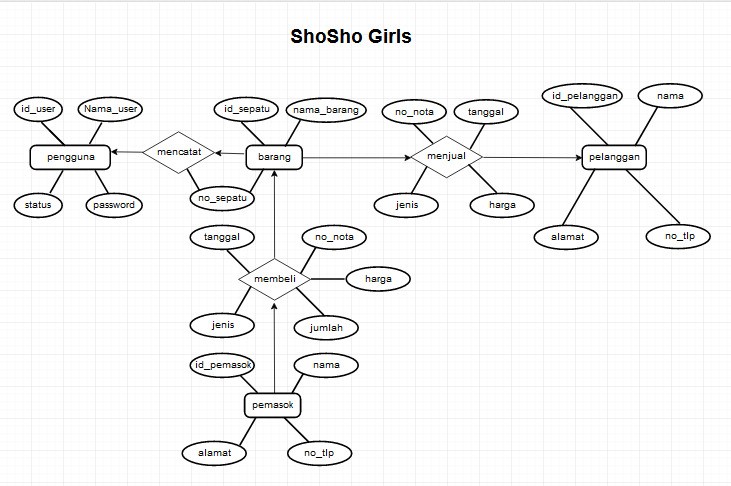 ShoSho Girls
id_user
Nama_user
id_sepatu
nama_barang
no_nota
tanggal
id_pelanggan
nama
pengguna
mencatat
barang
menjual
pelanggan
status
password
no_sepatu
jenis
harga
alamat
no_tlp
tanggal
no_nota
membeli
harga
jenis
jumlah
id_pemasok
nama
pemasok
alamat
no_tlp